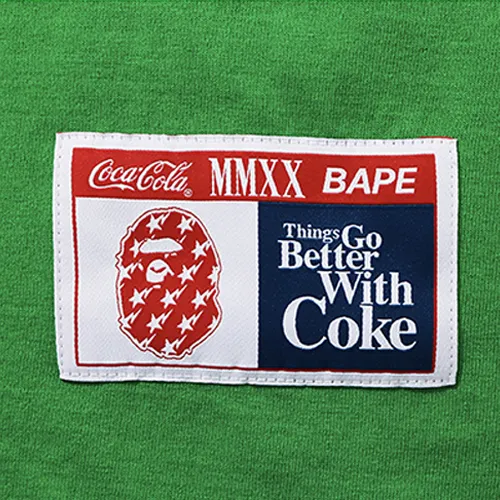 Coca-Cola® MMXX BAPE
Things Go
Better
With
Coke